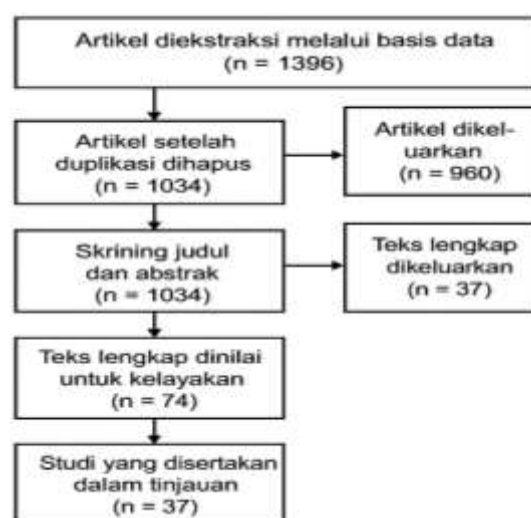 Artikel diekstraksi melalui basis data
(n = 1396)
Artikel setelah
duplikasi dihapus
(n = 1034)
Artikel dikel-
uarkan
(n = 960)
Skrining judul
dan abstrak
(n = 1034)
Teks lengkap
dikeluarkan
(n = 37)
Teks lengkap dinilai
untuk kelayakan
(n = 74)
Studi yang disertakan
dalam tinjauan
(n = 37)